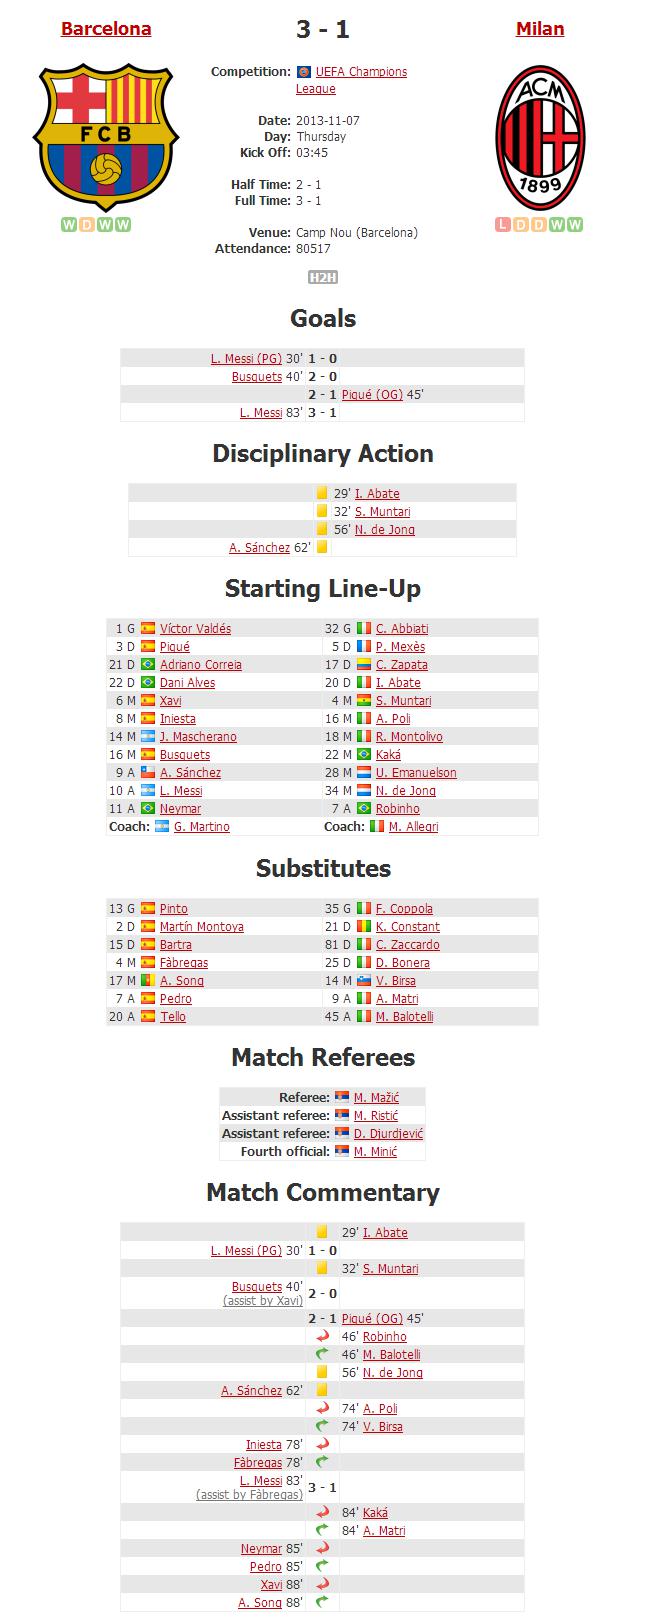 Barcelona 3 - 1 Milan
Competition: UEFA Champions
League
Date: 2013-11-07
Day: Thursday
Kick Off: 03:45
Half Time: 2 - 1
Full Time: 3 - 1
Venue: Camp Nou (Barcelona)
Attendance: 80517
FCB
ACM
1899
W D W W
L D D W W
H2H
Goals
L. Messi (PG) 30' 1 - 0
Busquets 40' 2 - 0
2 - 1 Piqué (OG) 45'
L. Messi 83' 3 - 1
Disciplinary Action
29' I. Abate
32' S. Muntari
56' N. de Jong
A. Sánchez 62'
Starting Line-Up
1 G Víctor Valdés 32 G C. Abbiati
3 D Piqué 5 D P. Mexès
21 D Adriano Correia 17 D C. Zapata
22 D Dani Alves 20 D I. Abate
6 M Xavi 4 M S. Muntari
8 M Iniesta 16 M A. Poli
14 M J. Mascherano 18 M R. Montolivo
16 M Busquets 22 M Kaká
9 A A. Sánchez 28 M U. Emanuelson
10 A L. Messi 34 M N. de Jong
11 A Neymar 7 A Robinho
Coach: G. Martino Coach: M. Allegri
Substitutes
13 G Pinto 35 G F. Coppola
2 D Martín Montoya 21 D K. Constant
15 D Bartra 81 D C. Zaccardo
4 M Fàbregas 25 D D. Bonera
17 M A. Song 14 M V. Birsa
7 A Pedro 9 A A. Matri
20 A Tello 45 A M. Balotelli
Match Referees
Referee: M. Mažić
Assistant referee: M. Ristić
Assistant referee: D. Djurdjević
Fourth official: M. Minić
Match Commentary
29' I. Abate
L. Messi (PG) 30' 1 - 0
32' S. Muntari
Busquets 40' 2 - 0
(assist by Xavi)
2 - 1 Piqué (OG) 45'
46' Robinho
46' M. Balotelli
56' N. de Jong
A. Sánchez 62'
74' A. Poli
74' V. Birsa
Iniesta 78'
Fàbregas 78'
L. Messi 83' 3 - 1
(assist by Fàbregas)
84' Kaká
84' A. Matri
Neymar 85'
Pedro 85'
Xavi 88'
A. Song 88'